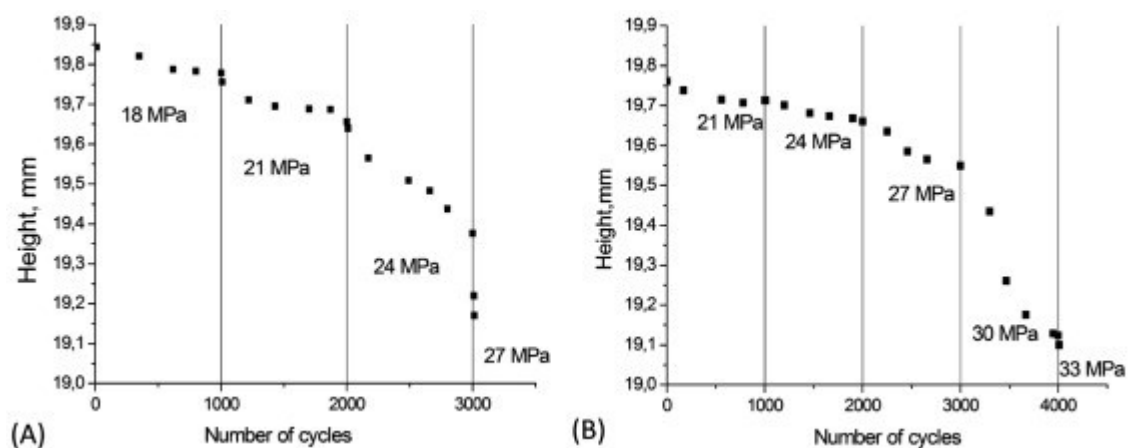 19,9
19,8
19,7
19,6
19,5
19,4
19,3
19,2
19,1
19,0
Height, mm
18 MPa
21 MPa
24 MPa
27 MPa
0
1000
2000
3000
Number of cycles
(A)
19,9
19,8
19,7
19,6
19,5
19,4
19,3
19,2
19,1
19,0
Height,mm
21 MPa
24 MPa
27 MPa
30 MPa
33 MPa
0
1000
2000
3000
4000
Number of cycles
(B)